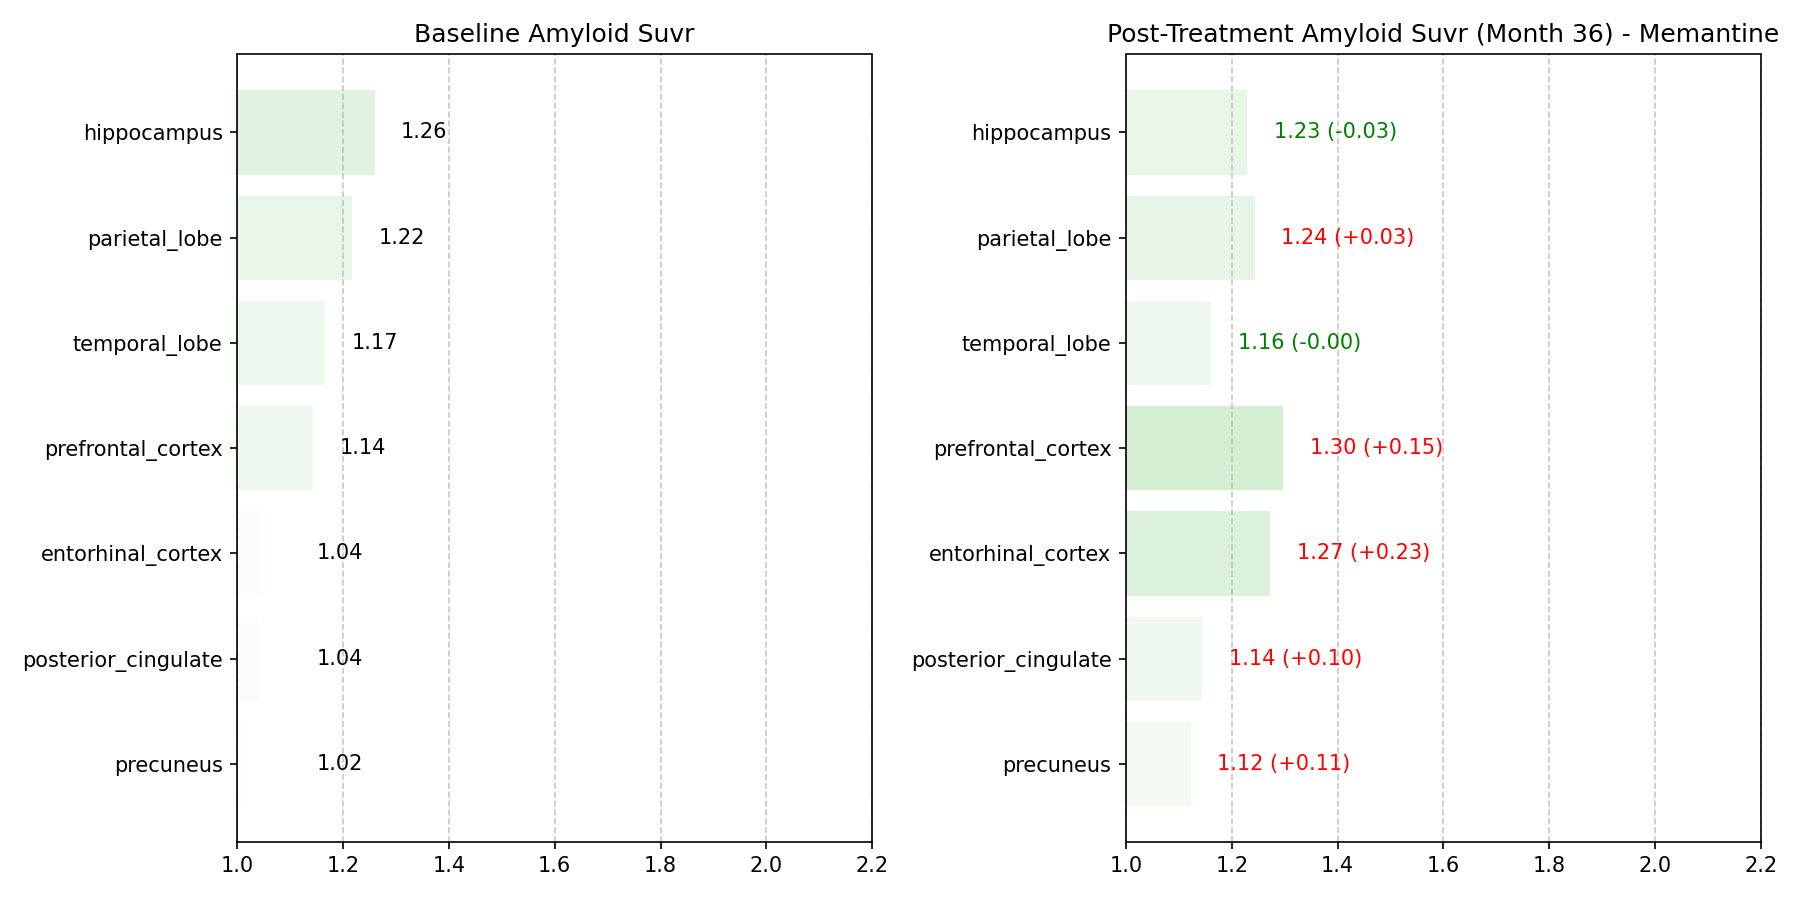 Baseline Amyloid Suvr
hippocampus
1.26
parietal_lobe
1.22
temporal_lobe
1.17
prefrontal_cortex
1.14
entorhinal_cortex
1.04
posterior_cingulate
1.04
precuneus
1.02
1.0 1.2 1.4 1.6 1.8 2.0 2.2
Post-Treatment Amyloid Suvr (Month 36) - Memantine
hippocampus
1.23 (-0.03)
parietal_lobe
1.24 (+0.03)
temporal_lobe
1.16 (-0.00)
prefrontal_cortex
1.30 (+0.15)
entorhinal_cortex
1.27 (+0.23)
posterior_cingulate
1.14 (+0.10)
precuneus
1.12 (+0.11)
1.0 1.2 1.4 1.6 1.8 2.0 2.2